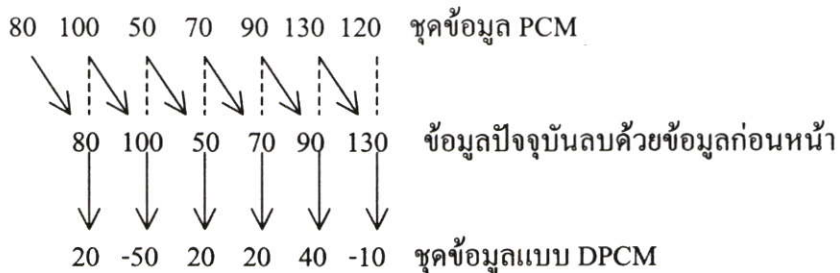 80 100 50 70 90 130 120 ชุดข้อมูล PCM
80 100 50 70 90 130 ข้อมูลปัจจุบันลบด้วยข้อมูลก่อนหน้า
20 -50 20 20 40 -10 ชุดข้อมูลแบบ DPCM